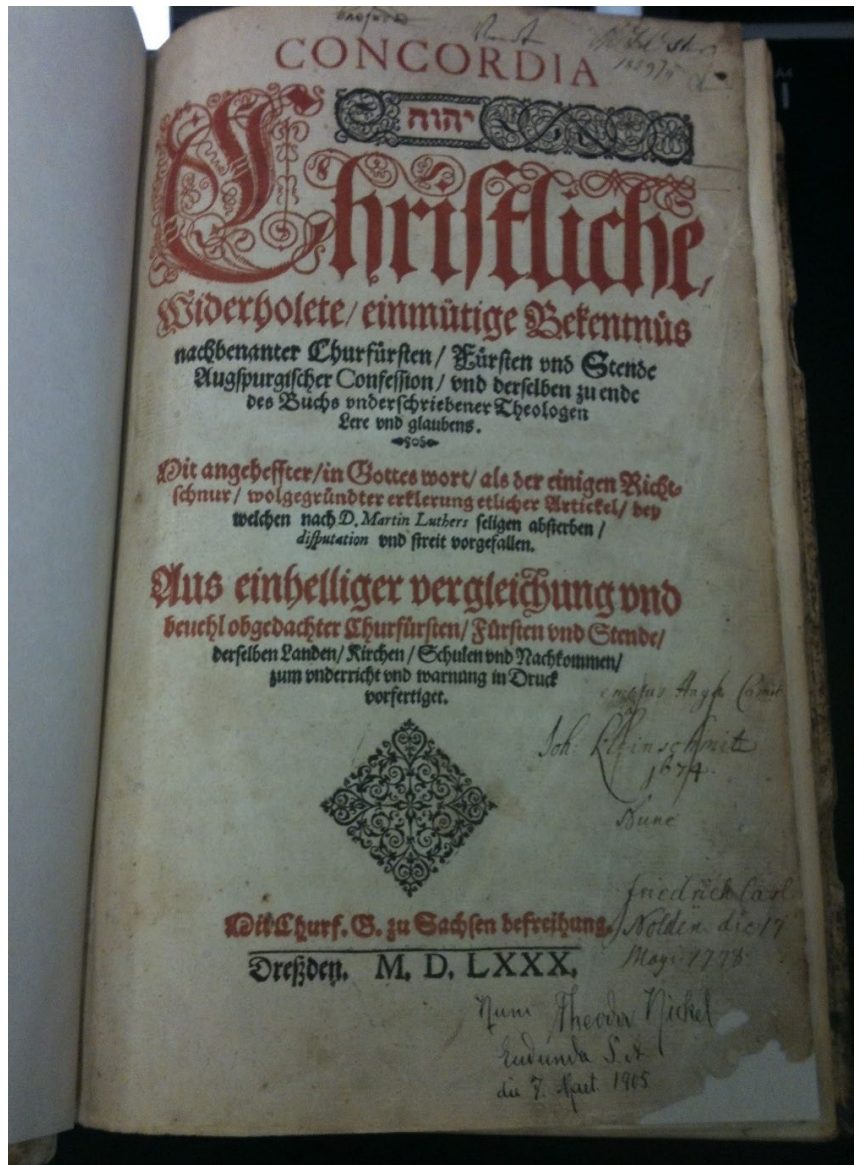 CONCORDIA
יהוה
Christliche,
Widerholete/ einmütige Bekentnüs
nachbenanter Churfürsten/ Fürsten vnd Stende
Augspurgischer Confession/ vnd derselben zu ende
des Buchs vnderschriebener Theologen
Lere vnd glaubens.
Mit angeheffter/ in Gottes wort/ als der einigen Richt-
schnur/ wolgegründter erklerung etlicher Artickel/ bey
welchen nach D. Martin Luthers seligen absterben/
disputation vnd streit vorgefallen.
Aus einhelliger vergleichung vnd
beuehl obgedachter Churfürsten/ Fürsten vnd Stende/
derselben Landen/ Kirchen/ Schulen vnd Nachkommen/
zum vnderricht vnd warnung in Druck
vorfertiget.
Joh. Kleinschmit
1674.
Nunc
Friedrich Carl
Nolden die 17
1778
Mit Churf. G. zu Sachsen befreihung.
Dreßden. M. D. LXXX.
Nunc Theodor Nickel
Eudunda S. A.
die 7. 1905